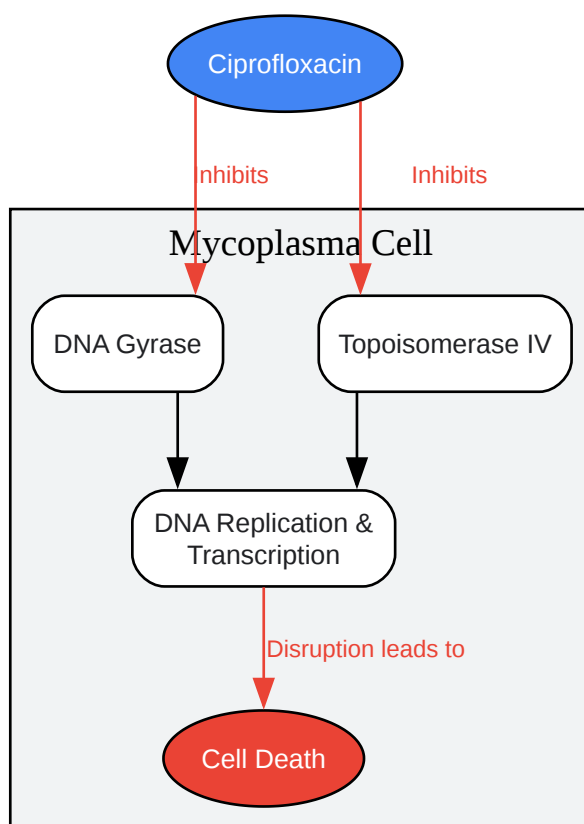 Ciprofloxacin
Inhibits
Inhibits
Mycoplasma Cell
DNA Gyrase
Topoisomerase IV
DNA Replication &
Transcription
Disruption leads to
Cell Death